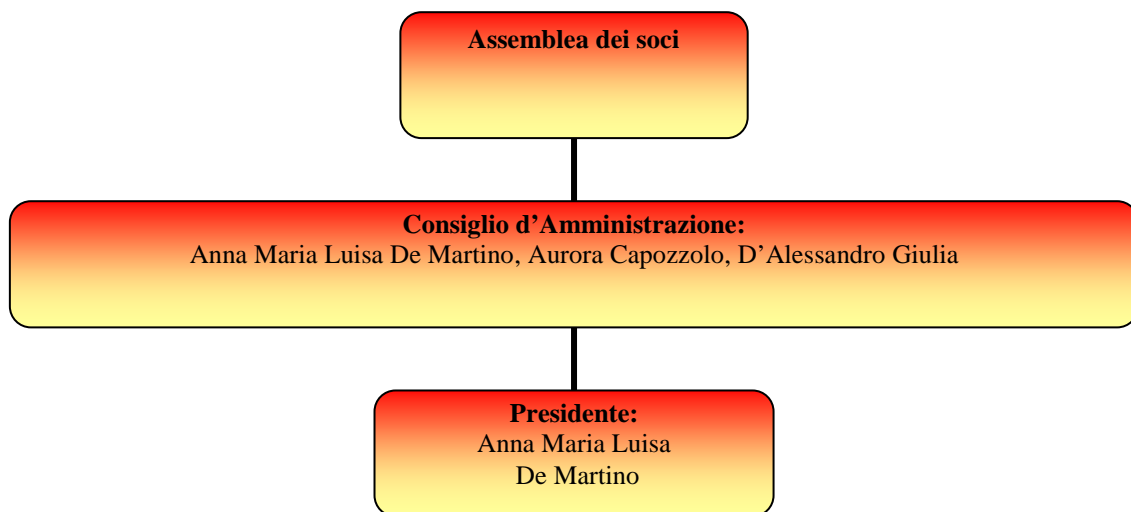 Assemblea dei soci
Consiglio d’Amministrazione:
Anna Maria Luisa De Martino, Aurora Capozzolo, D’Alessandro Giulia
Presidente:
Anna Maria Luisa
De Martino